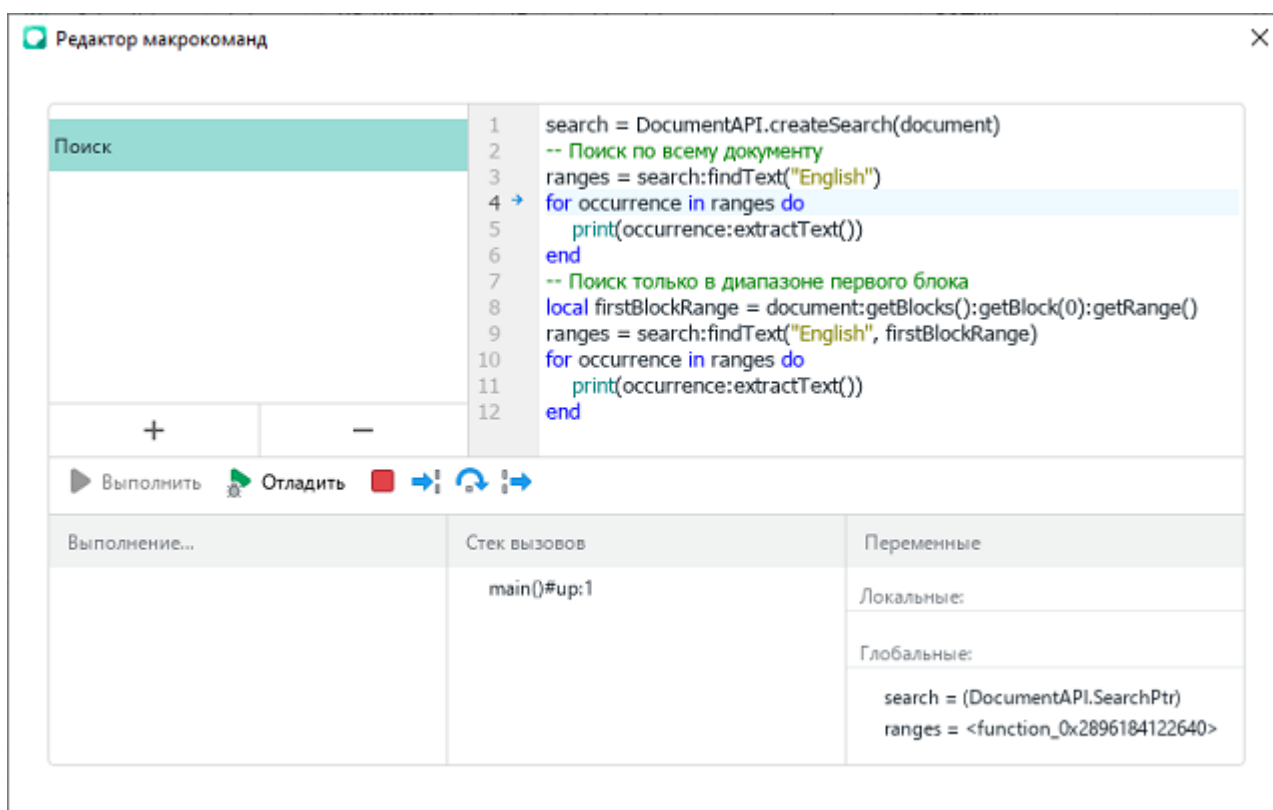 Редактор макрокоманд
Поиск
1 search = DocumentAPI.createSearch(document)
2 -- Поиск по всему документу
3 ranges = search:findText("English")
4 for occurrence in ranges do
5 print(occurrence:extractText())
6 end
7 -- Поиск только в диапазоне первого блока
8 local firstBlockRange = document:getBlocks():getBlock(0):getRange()
9 ranges = search:findText("English", firstBlockRange)
10 for occurrence in ranges do
11 print(occurrence:extractText())
12 end
Выполнить Отладить
Выполнение... Стек вызовов Переменные
main()#up:1
Локальные:
Глобальные:
search = (DocumentAPI.SearchPtr)
ranges = <function_0x2896184122640>